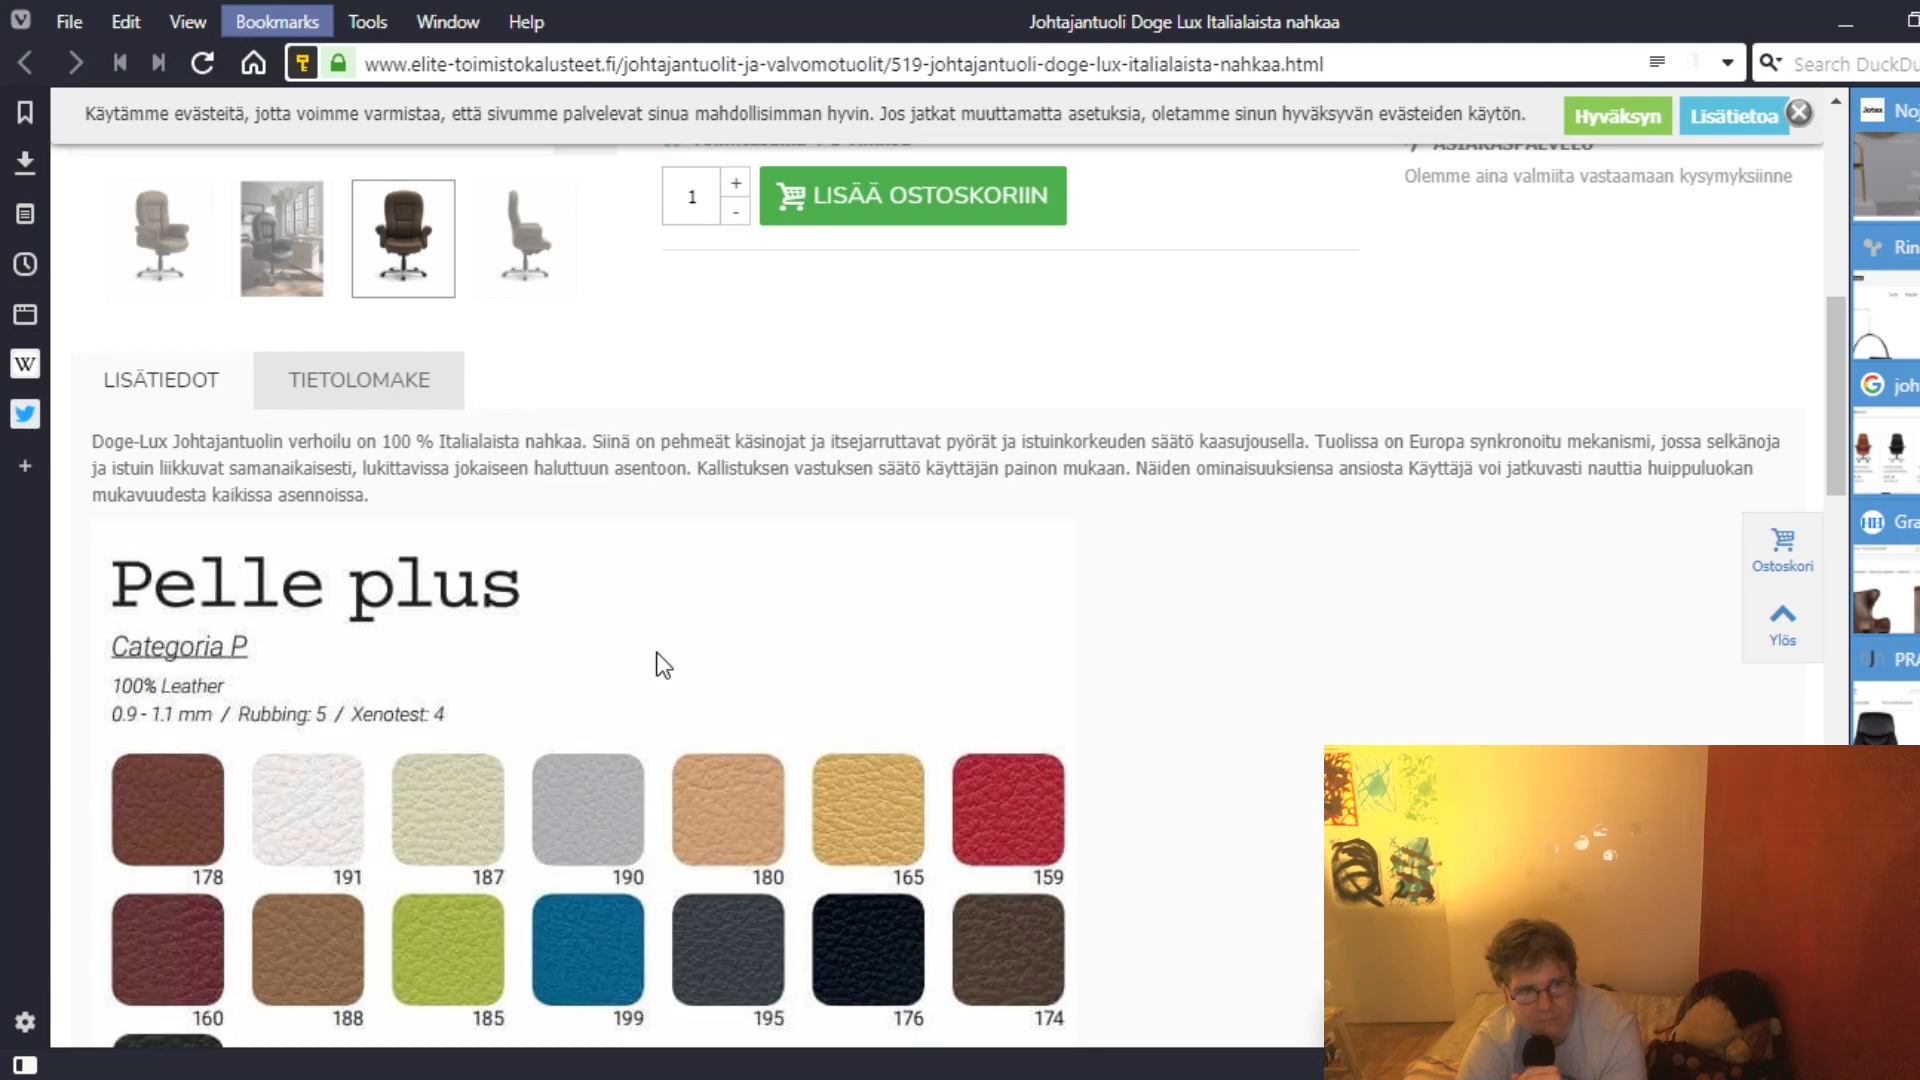 File Edit View Bookmarks Tools Window Help
Johtajantuoli Doge Lux Italialaista nahkaa
www.elite-toimistokalusteet.fi/johtajantuolit-ja-valvomotuolit/519-johtajantuoli-doge-lux-italialaista-nahkaa.html
Search DuckDu
Käytämme evästeitä, jotta voimme varmistaa, että sivumme palvelevat sinua mahdollisimman hyvin. Jos jatkat muuttamatta asetuksia, oletamme sinun hyväksyvän evästeiden käytön.
Hyväksyn
Lisätietoa
ASIAKASPALVELU
Olemme aina valmiita vastaamaan kysymyksiinne
1
+
-
LISÄÄ OSTOSKORIIN
LISÄTIEDOT
TIETOLOMAKE
Doge-Lux Johtajantuolin verhoilu on 100 % Italialaista nahkaa. Siinä on pehmeät käsinojat ja itsejarruttavat pyörät ja istuinkorkeuden säätö kaasujousella. Tuolissa on Europa synkronoitu mekanismi, jossa selkänoja
ja istuin liikkuvat samanaikaisesti, lukittavissa jokaiseen haluttuun asentoon. Kallistuksen vastuksen säätö käyttäjän painon mukaan. Näiden ominaisuuksiensa ansiosta Käyttäjä voi jatkuvasti nauttia huippuluokan
mukavuudesta kaikissa asennoissa.
Pelle plus
Categoria P
100% Leather
0.9 - 1.1 mm / Rubbing: 5 / Xenotest: 4
178 191 187 190 180 165 159
160 188 185 199 195 176 174
Ostoskori
Ylös
W
Noj
Rin
G joh
HH Gra
PRA